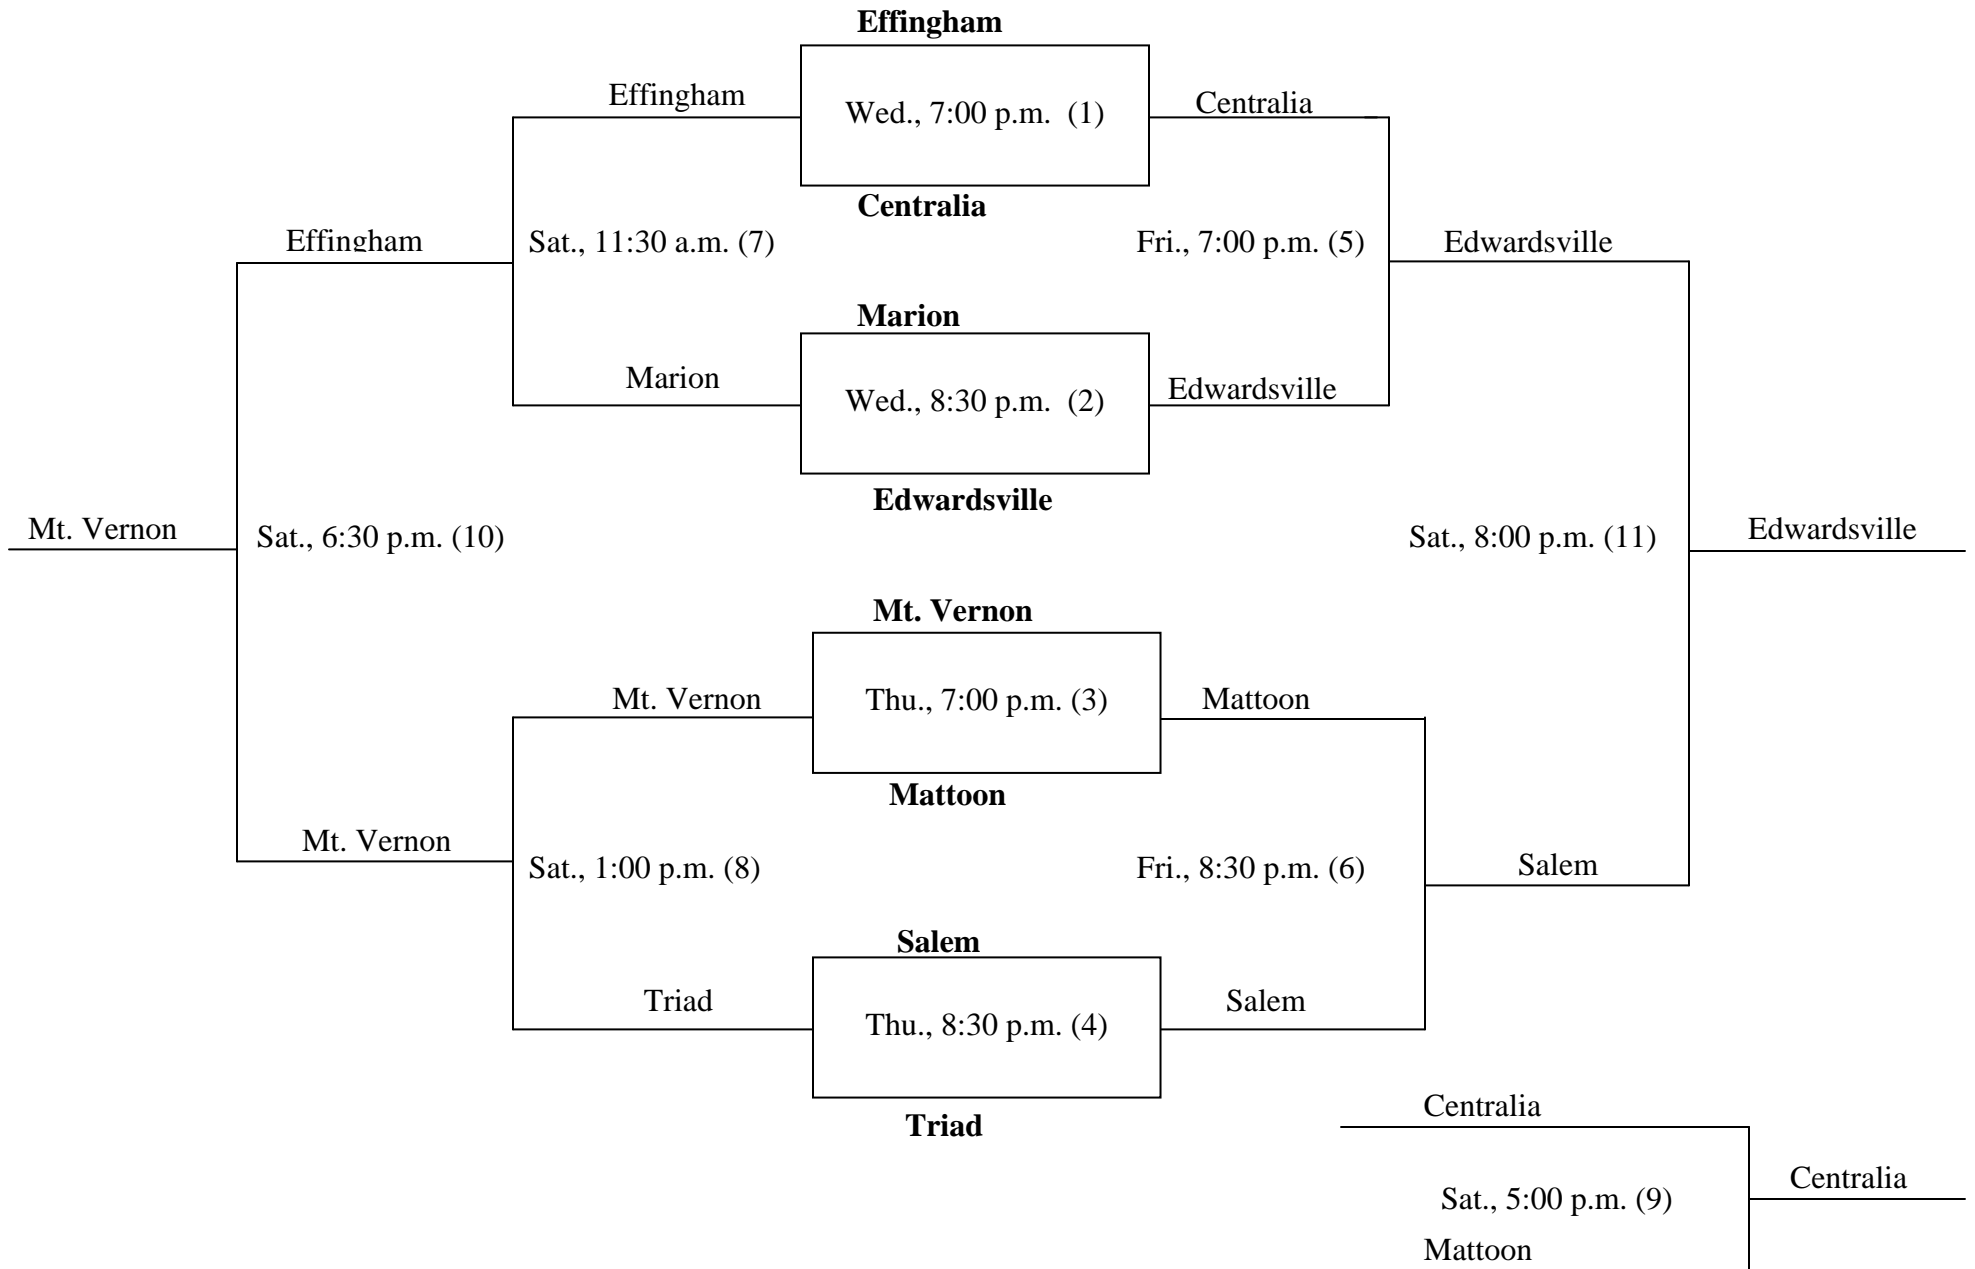 Effingham
Effingham
Wed., 7:00 p.m. (1)
Centralia
Centralia
Effingham
Sat., 11:30 a.m. (7)
Fri., 7:00 p.m. (5)
Edwardsville
Marion
Marion
Wed., 8:30 p.m. (2)
Edwardsville
Edwardsville
Mt. Vernon
Sat., 6:30 p.m. (10)
Sat., 8:00 p.m. (11)
Edwardsville
Mt. Vernon
Mt. Vernon
Thu., 7:00 p.m. (3)
Mattoon
Mattoon
Mt. Vernon
Sat., 1:00 p.m. (8)
Fri., 8:30 p.m. (6)
Salem
Salem
Triad
Thu., 8:30 p.m. (4)
Salem
Triad
Centralia
Sat., 5:00 p.m. (9)
Centralia
Mattoon